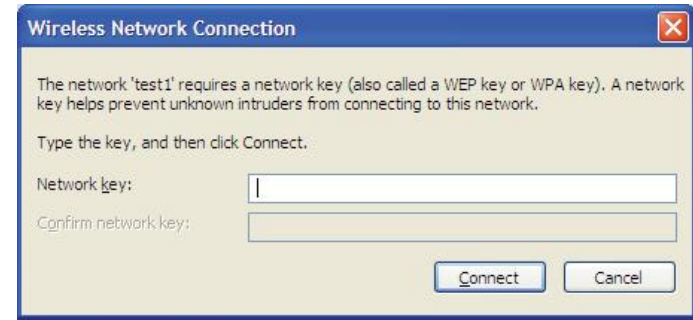 Wireless Network Connection
The network 'test1' requires a network key (also called a WEP key or WPA key). A network
key helps prevent unknown intruders from connecting to this network.
Type the key, and then click Connect.
Network key:
Confirm network key:
Connect Cancel